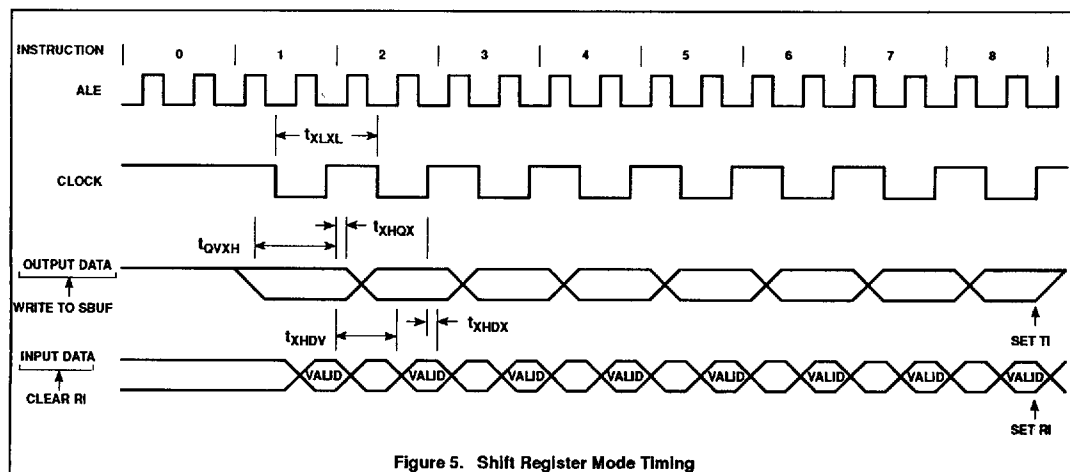 INSTRUCTION 0 1 2 3 4 5 6 7 8
ALE
tXLXL
CLOCK
tQVXH tXHQX
OUTPUT DATA
WRITE TO SBUF
tXHDV tXHDX
SET TI
INPUT DATA
VALID VALID VALID VALID VALID VALID VALID VALID
CLEAR RI
SET RI
Figure 5. Shift Register Mode Timing